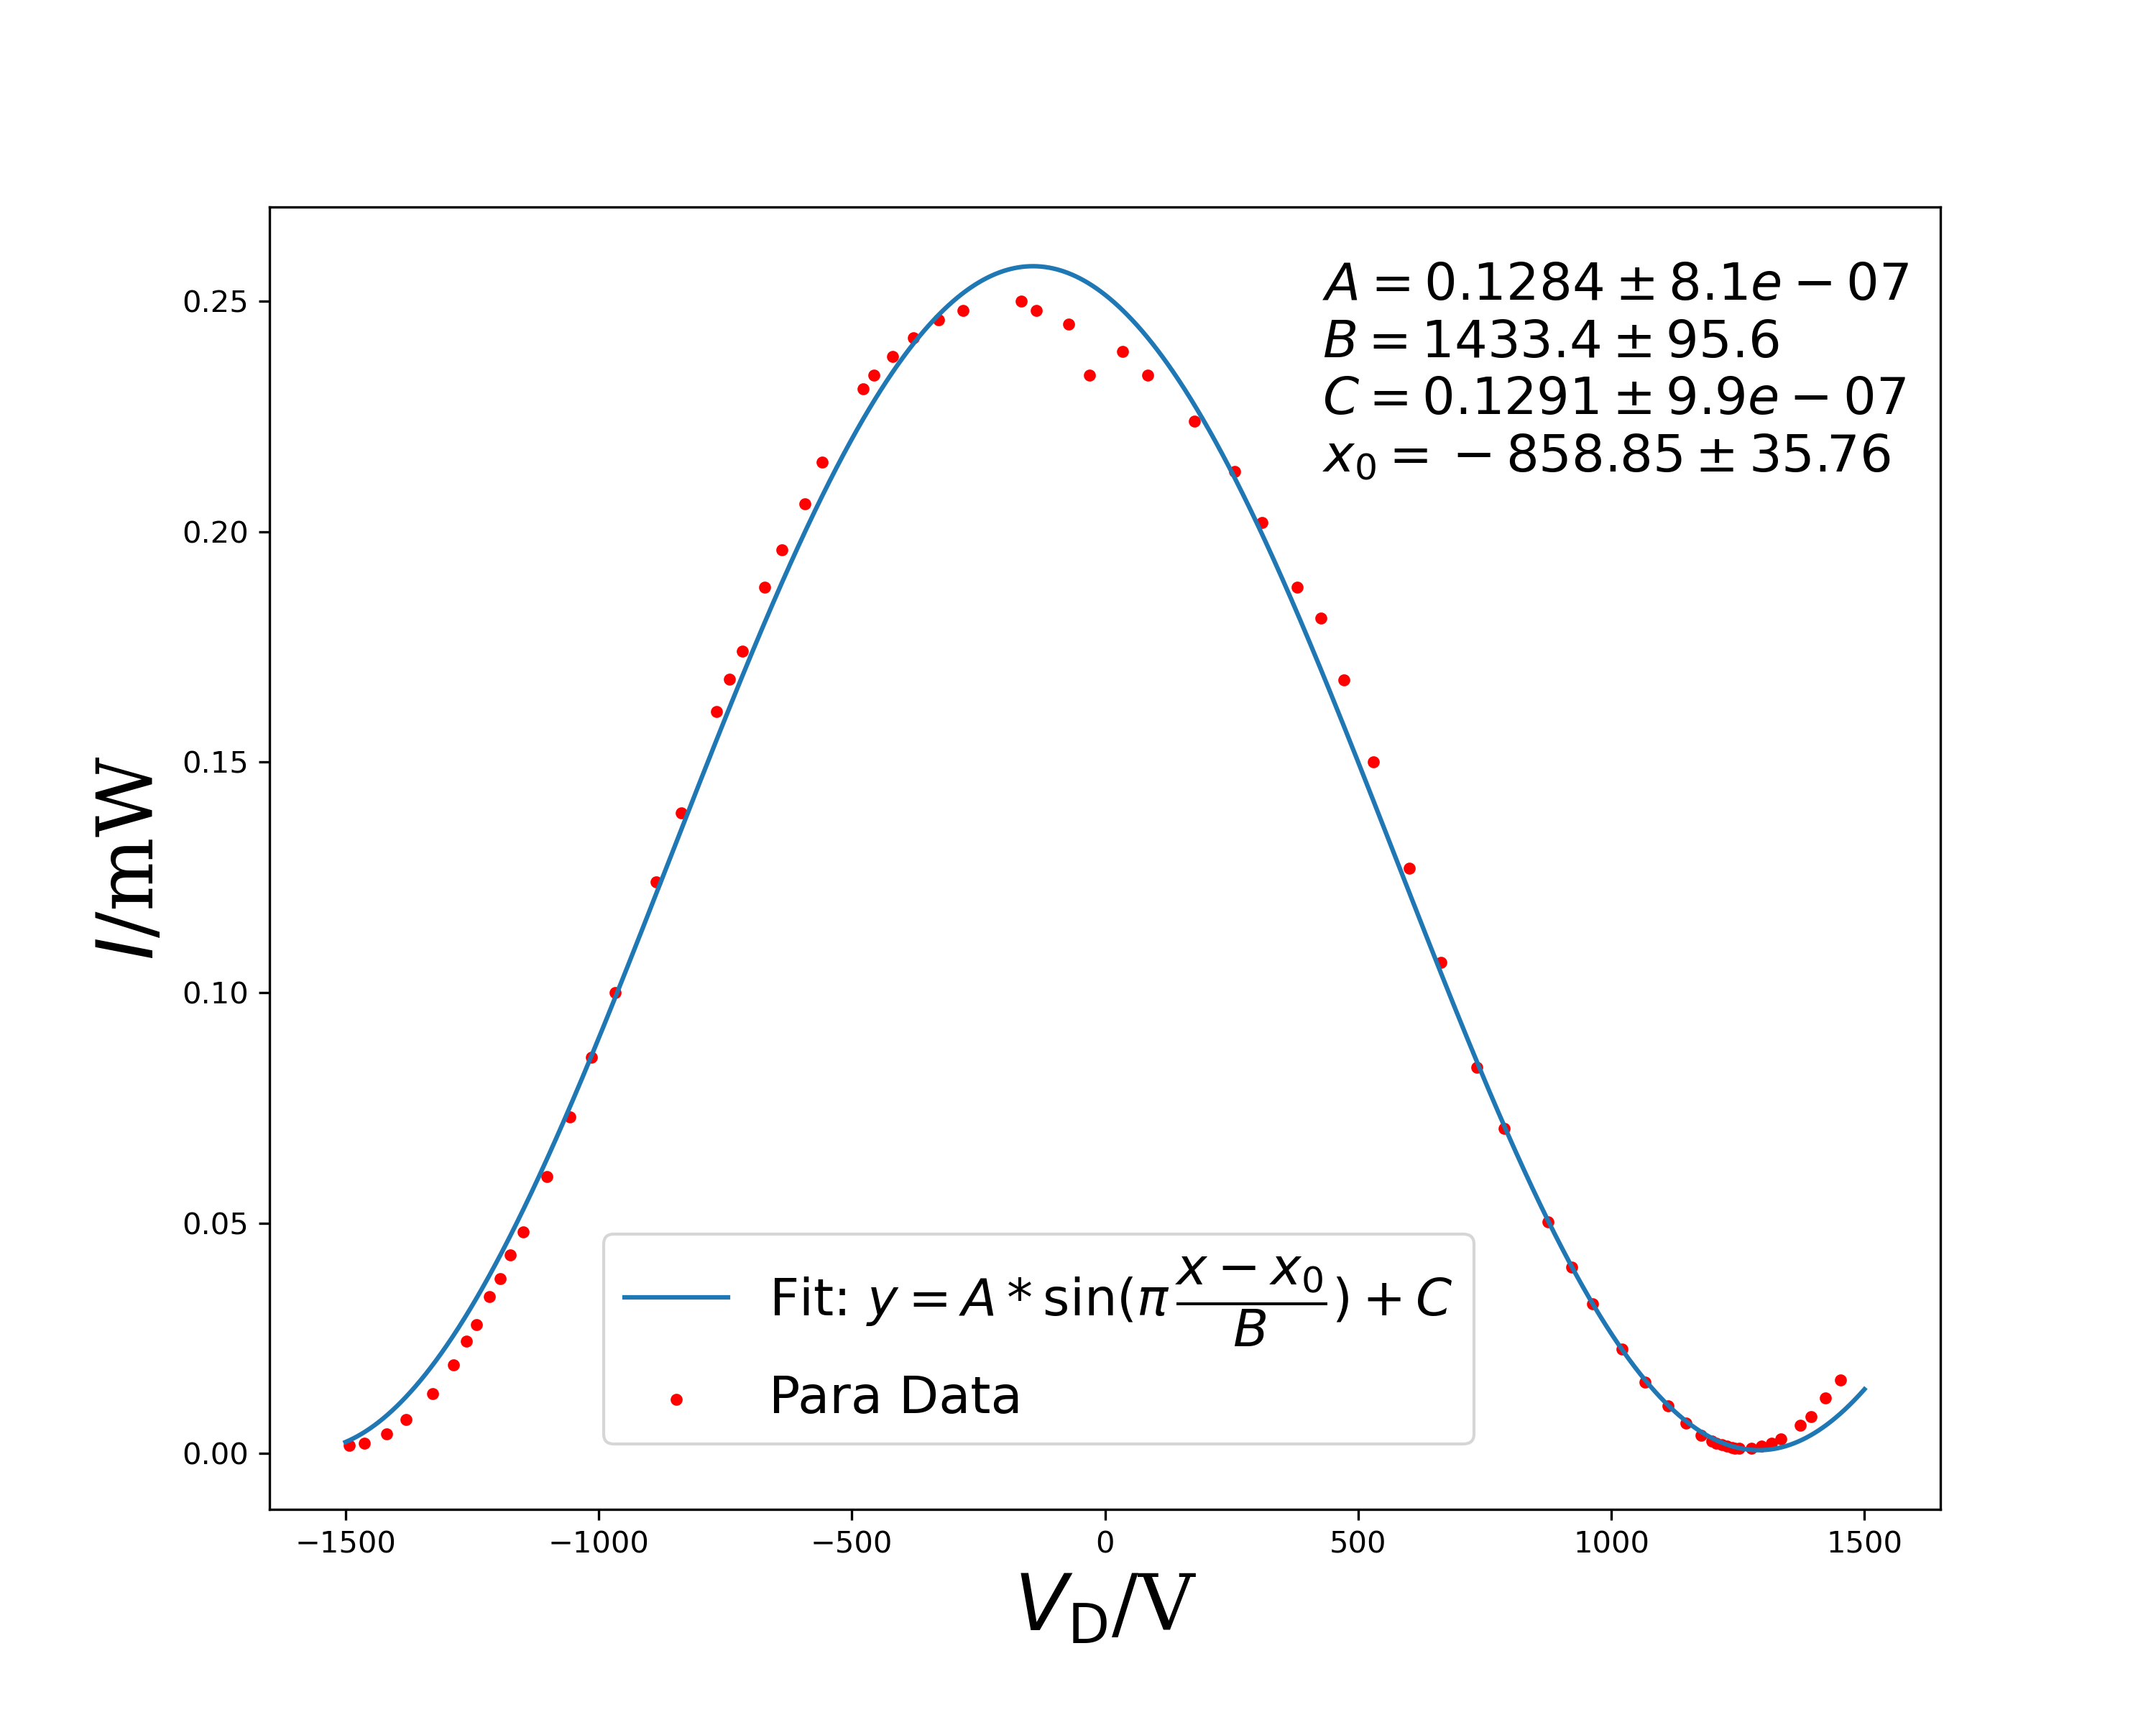 A = 0.1284 ± 8.1e − 07
B = 1433.4 ± 95.6
C = 0.1291 ± 9.9e − 07
x₀ = − 858.85 ± 35.76
0.25
0.20
0.15
0.10
0.05
0.00
I/mW
Fit: y = A * sin(π (x − x₀)/B) + C
Para Data
−1500 −1000 −500 0 500 1000 1500
V_D/V